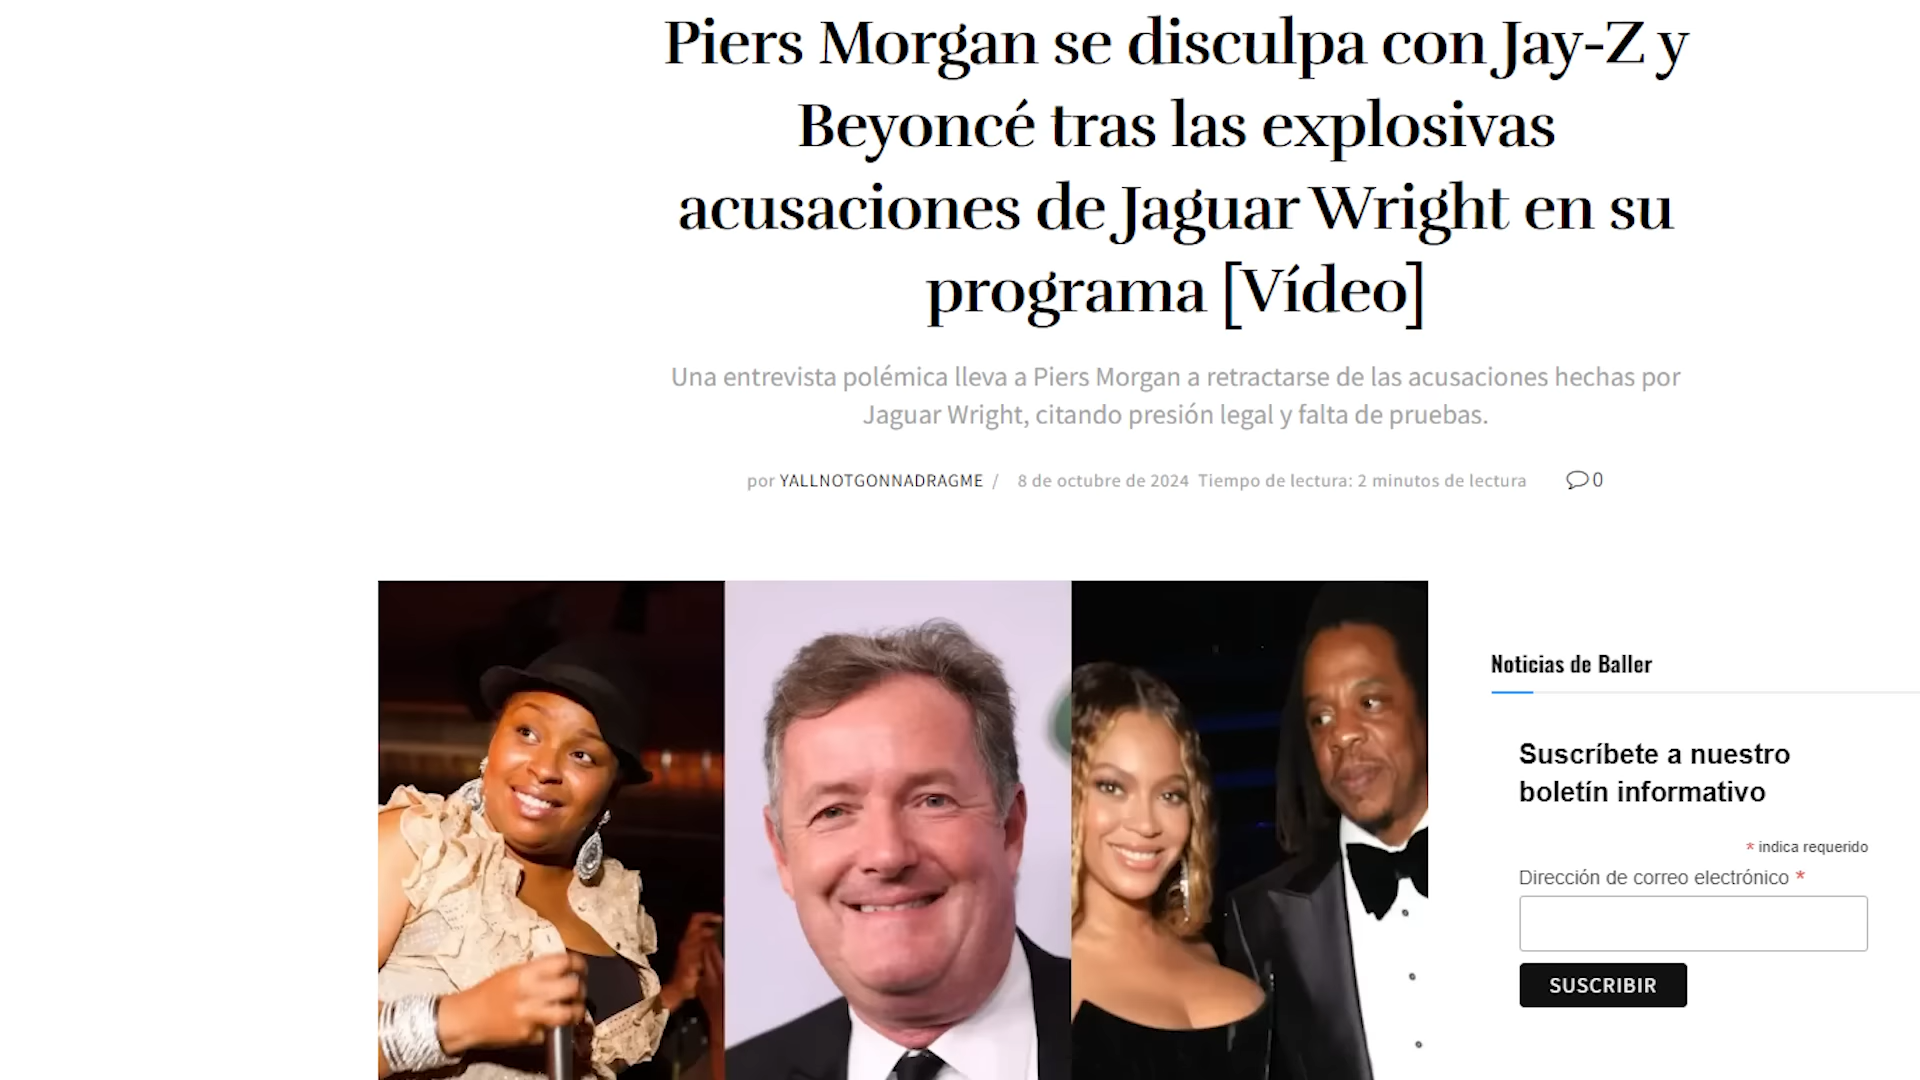 Piers Morgan se disculpa con Jay-Z y
Beyoncé tras las explosivas
acusaciones de Jaguar Wright en su
programa [Vídeo]
Una entrevista polémica lleva a Piers Morgan a retractarse de las acusaciones hechas por
Jaguar Wright, citando presión legal y falta de pruebas.
por YALLNOTGONNADRAGME / 8 de octubre de 2024 Tiempo de lectura: 2 minutos de lectura 0
Noticias de Baller
Suscríbete a nuestro
boletín informativo
* indica requerido
Dirección de correo electrónico *
SUSCRIBIR